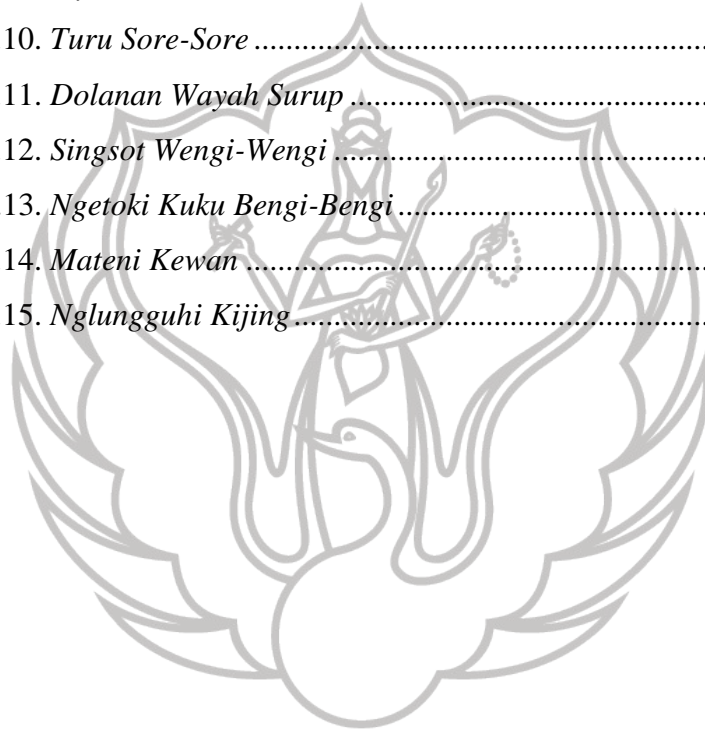 10. Turu Sore-Sore ..........................................................
11. Dolanan Wayah Surup .............................................
12. Singsot Wengi-Wengi ................................................
13. Ngetoki Kuku Bengi-Bengi ........................................
14. Mateni Kewan ...........................................................
15. Nglungguhi Kijing .....................................................